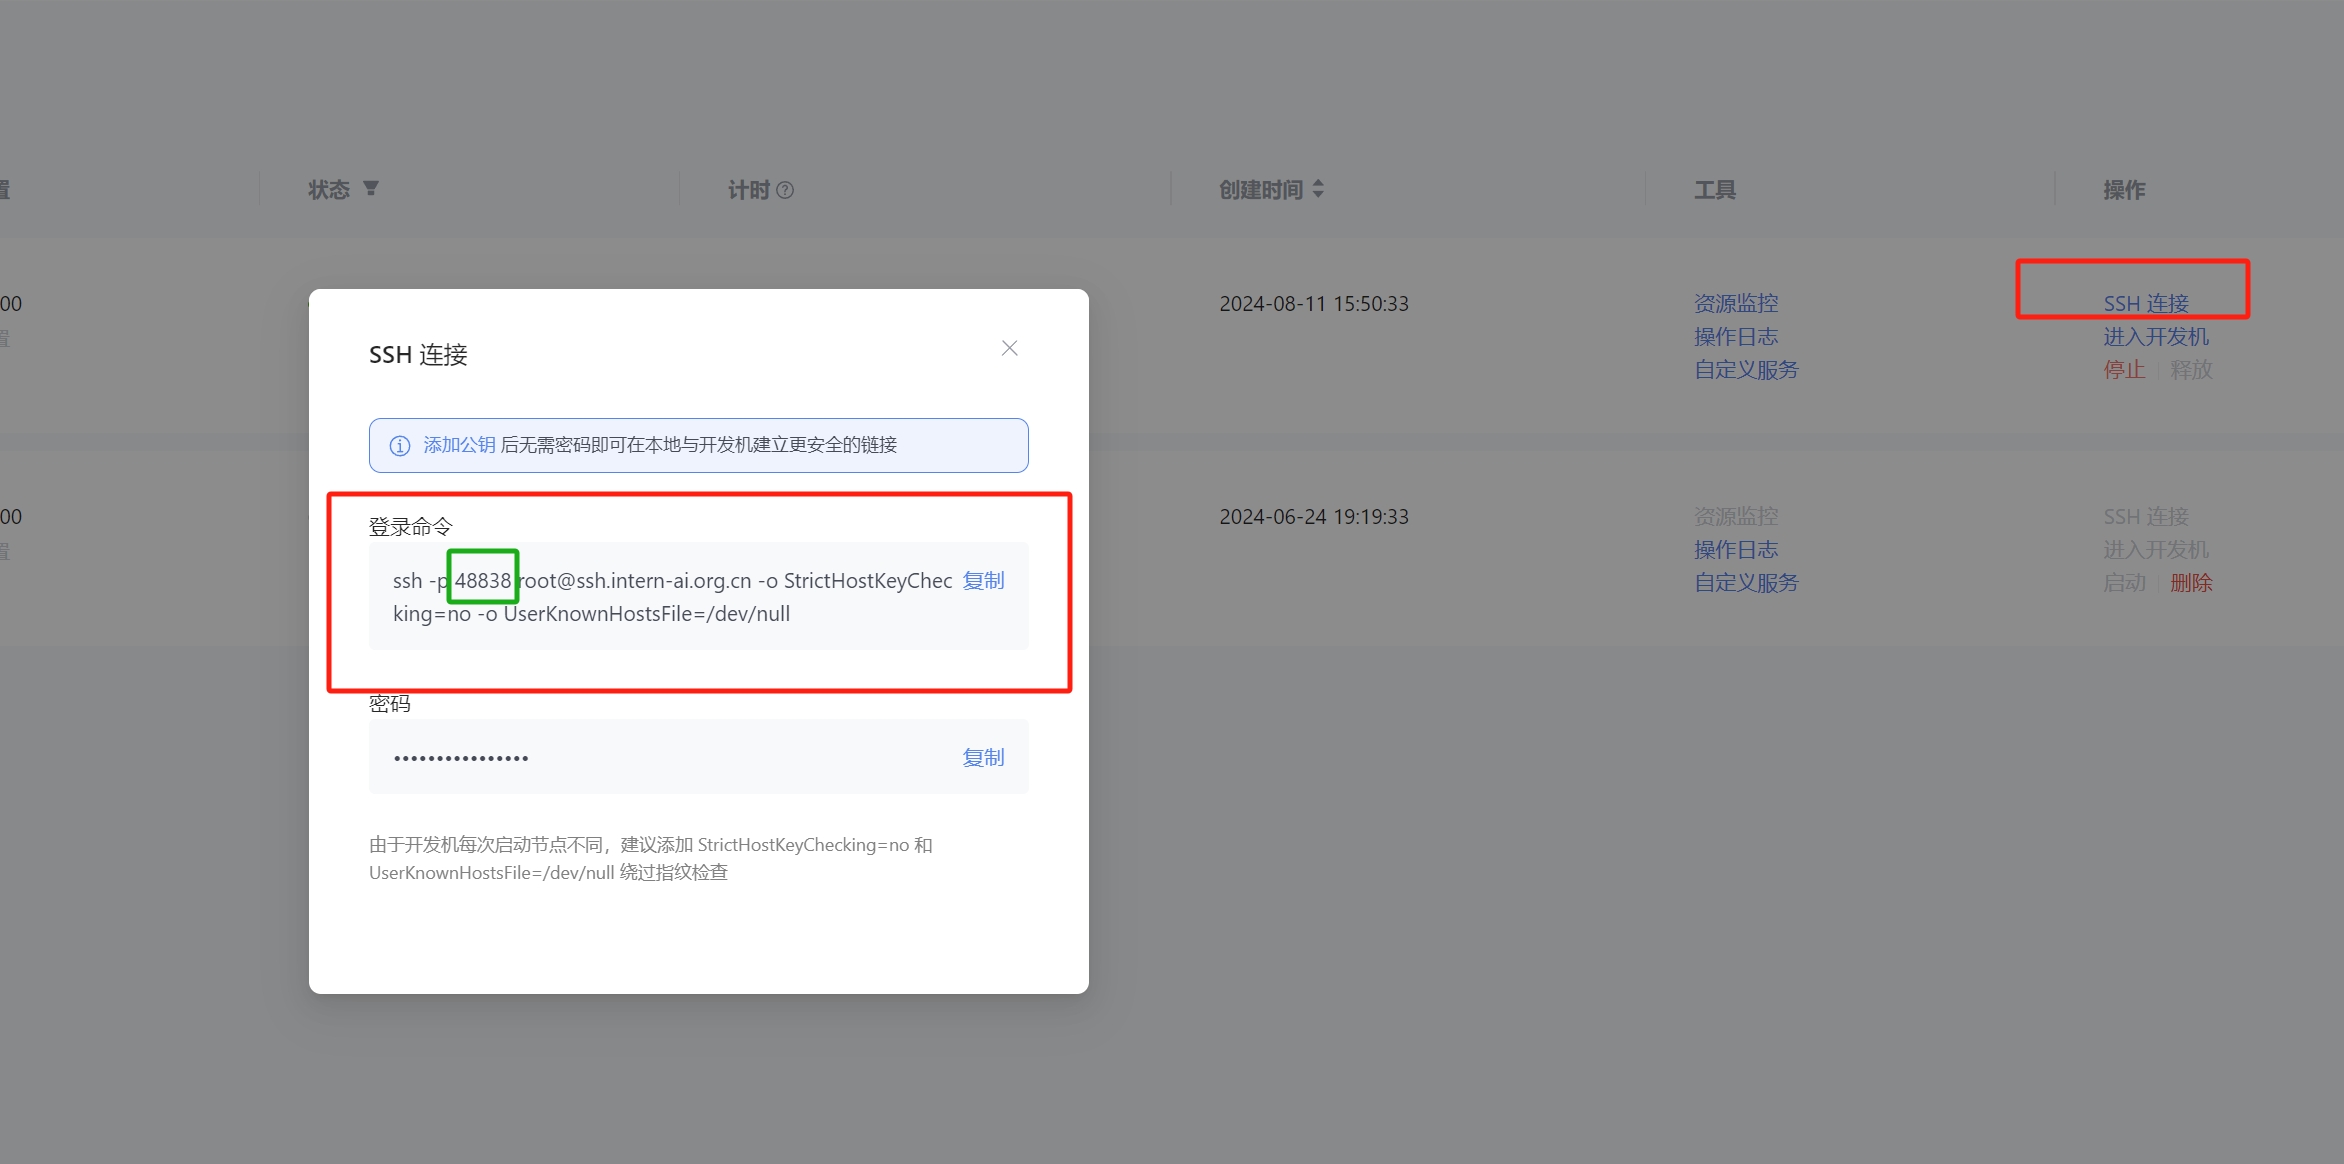 置
状态
计时
创建时间
工具
操作
00
置
2024-08-11 15:50:33
资源监控
操作日志
自定义服务
SSH 连接
进入开发机
停止
释放
SSH 连接
添加公钥 后无需密码即可在本地与开发机建立更安全的链接
登录命令
ssh -p 48838 root@ssh.intern-ai.org.cn -o StrictHostKeyChec
king=no -o UserKnownHostsFile=/dev/null
复制
密码
••••••••••••••••
复制
由于开发机每次启动节点不同，建议添加 StrictHostKeyChecking=no 和
UserKnownHostsFile=/dev/null 绕过指纹检查
00
置
2024-06-24 19:19:33
资源监控
操作日志
自定义服务
SSH 连接
进入开发机
启动
删除